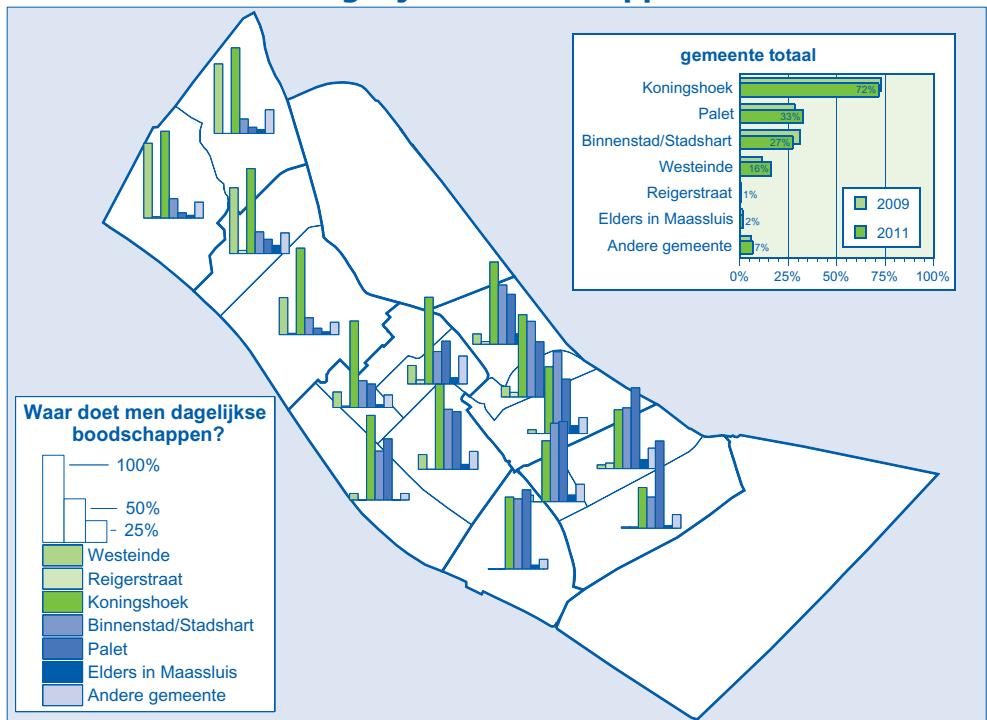 gemeente totaal
Koningshoek 72%
Palet 33%
Binnenstad/Stadshart 27%
Westeinde 16%
Reigerstraat 1%
Elders in Maassluis 2%
Andere gemeente 7%
2009
2011
0% 25% 50% 75% 100%
Waar doet men dagelijkse
boodschappen?
100%
50%
25%
Westeinde
Reigerstraat
Koningshoek
Binnenstad/Stadshart
Palet
Elders in Maassluis
Andere gemeente